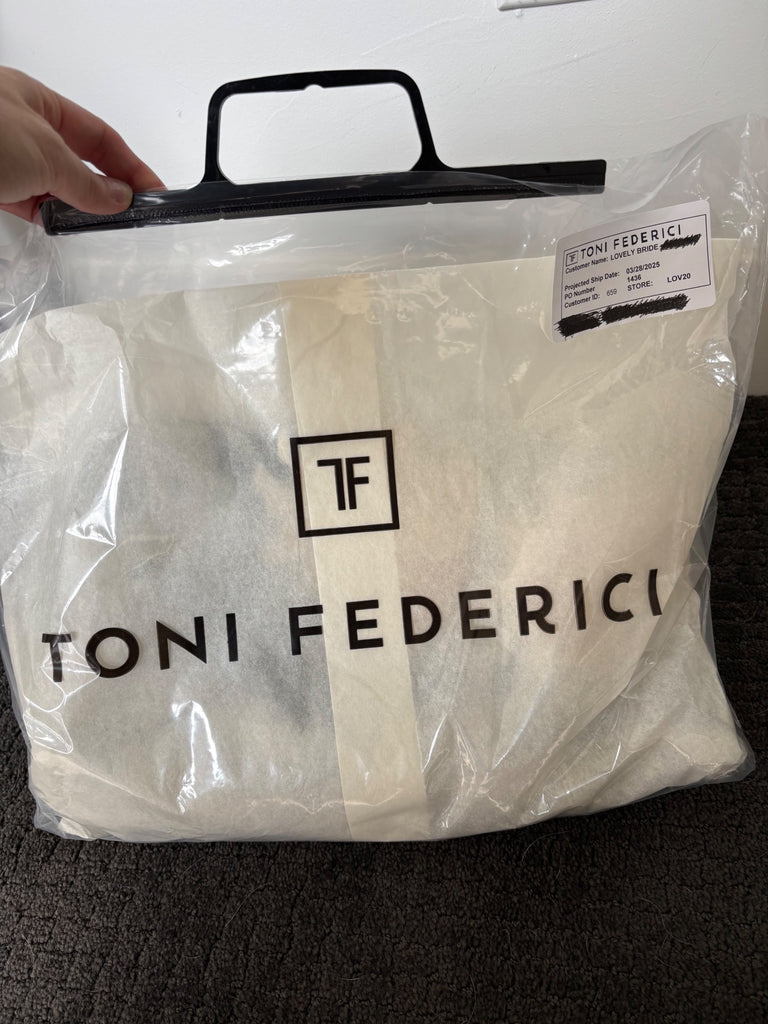 TF TONI FEDERICI
Customer Name: LOVELY BRIDE
Projected Ship Date: 03/28/2025
PO Number 1436
Customer ID: 659 STORE: LOV20
TF
TONI FEDERICI